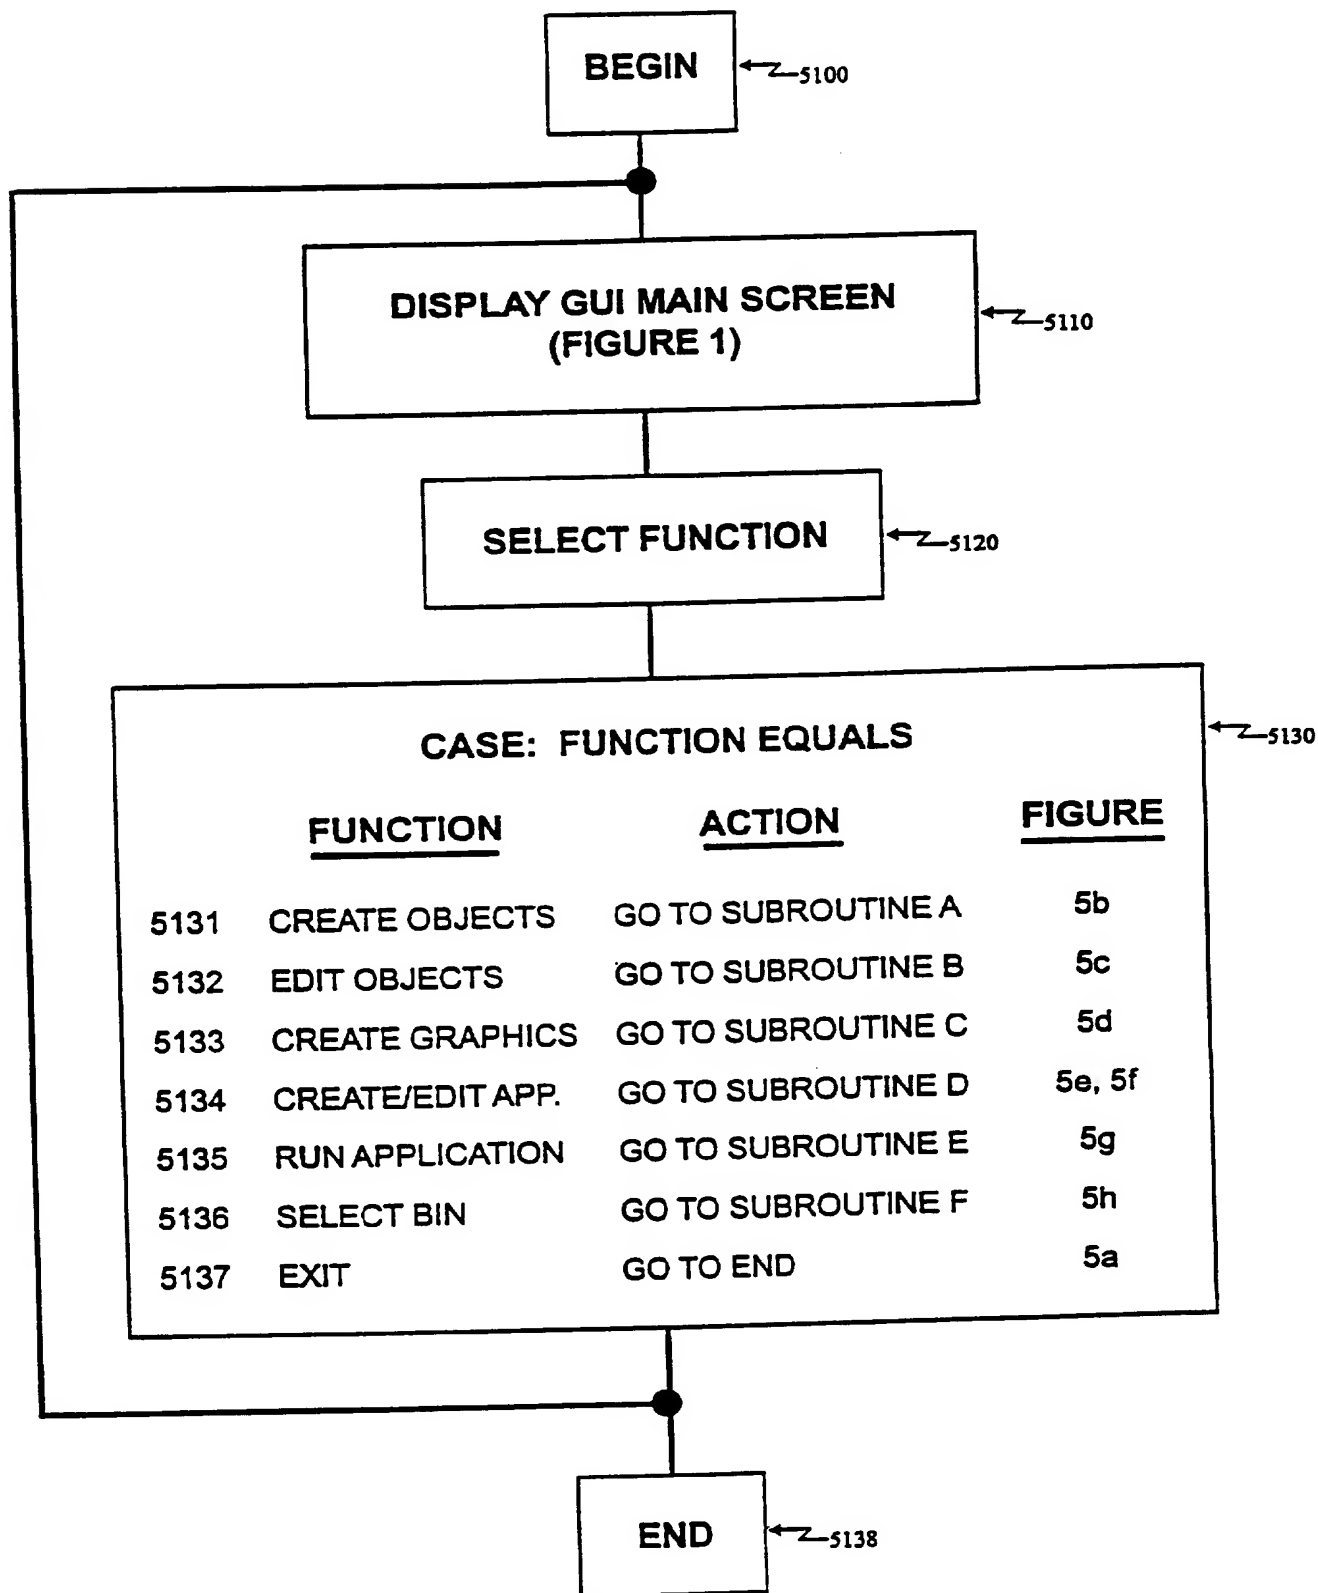 BEGIN
5100
DISPLAY GUI MAIN SCREEN
(FIGURE 1)
5110
SELECT FUNCTION
5120
CASE: FUNCTION EQUALS
5130
FUNCTION ACTION FIGURE
5131 CREATE OBJECTS GO TO SUBROUTINE A 5b
5132 EDIT OBJECTS GO TO SUBROUTINE B 5c
5133 CREATE GRAPHICS GO TO SUBROUTINE C 5d
5134 CREATE/EDIT APP. GO TO SUBROUTINE D 5e, 5f
5135 RUN APPLICATION GO TO SUBROUTINE E 5g
5136 SELECT BIN GO TO SUBROUTINE F 5h
5137 EXIT GO TO END 5a
END
5138